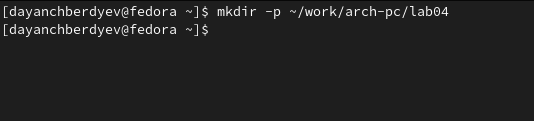 [dayanchberdyev@fedora ~]$ mkdir -p ~/work/arch-pc/lab04
[dayanchberdyev@fedora ~]$